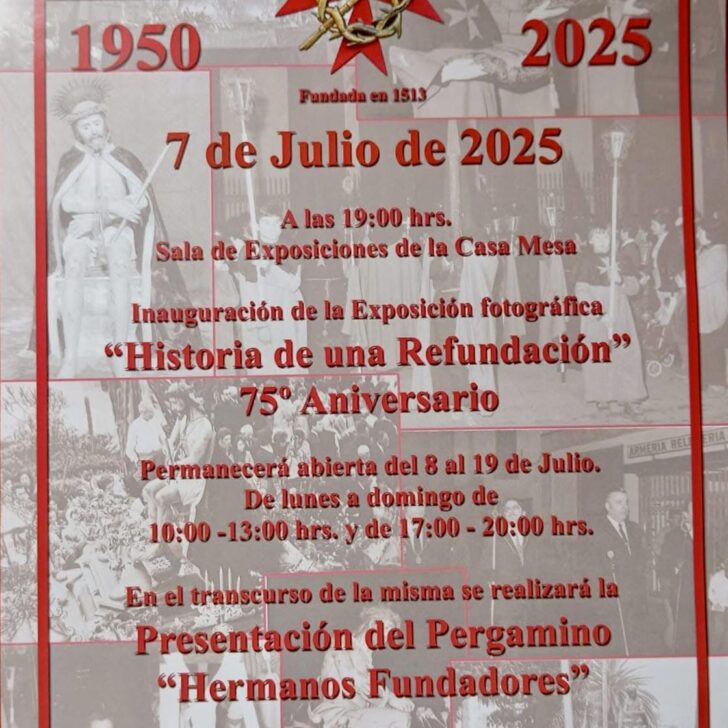 1950
2025
Fundada en 1513
7 de Julio de 2025
A las 19:00 hrs.
Sala de Exposiciones de la Casa Mesa
Inauguración de la Exposición fotográfica
“Historia de una Refundación”
75º Aniversario
ARMERIA RELOJERIA
Permanecerá abierta del 8 al 19 de Julio.
De lunes a domingo de
10:00 -13:00 hrs. y de 17:00 - 20:00 hrs.
En el transcurso de la misma se realizará la
Presentación del Pergamino
“Hermanos Fundadores”